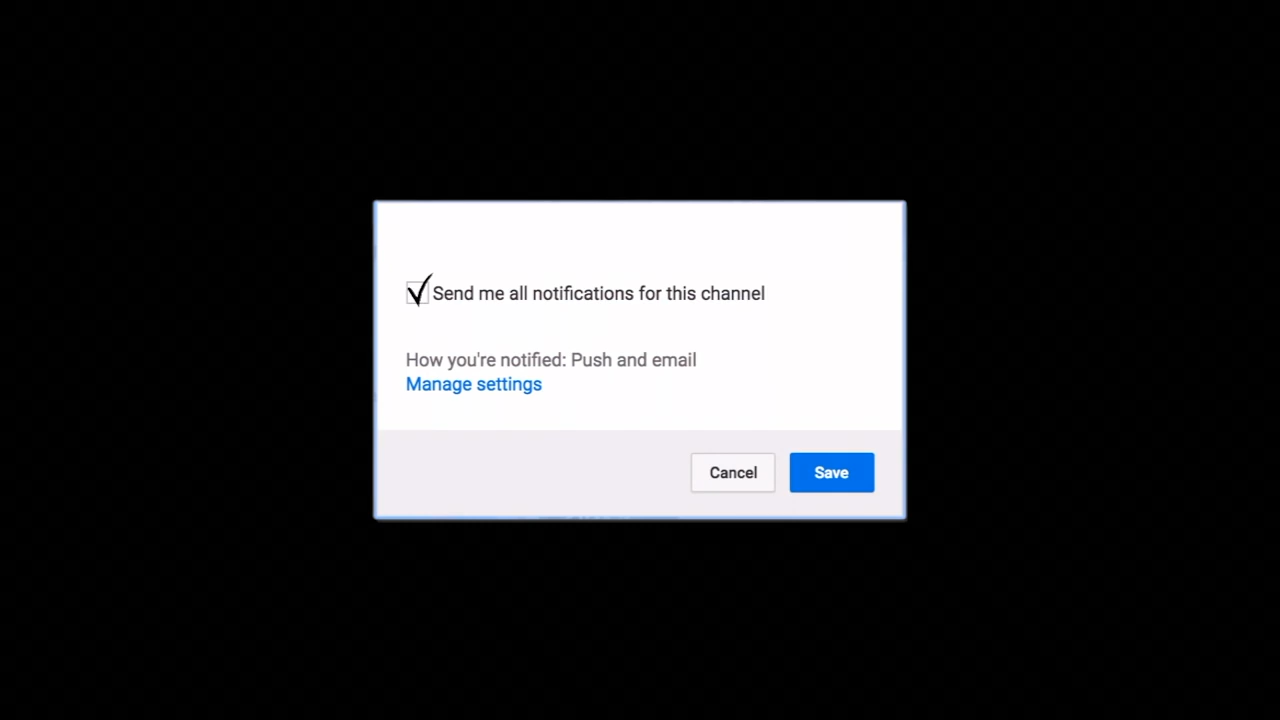 Send me all notifications for this channel
How you're notified: Push and email
Manage settings
Cancel
Save